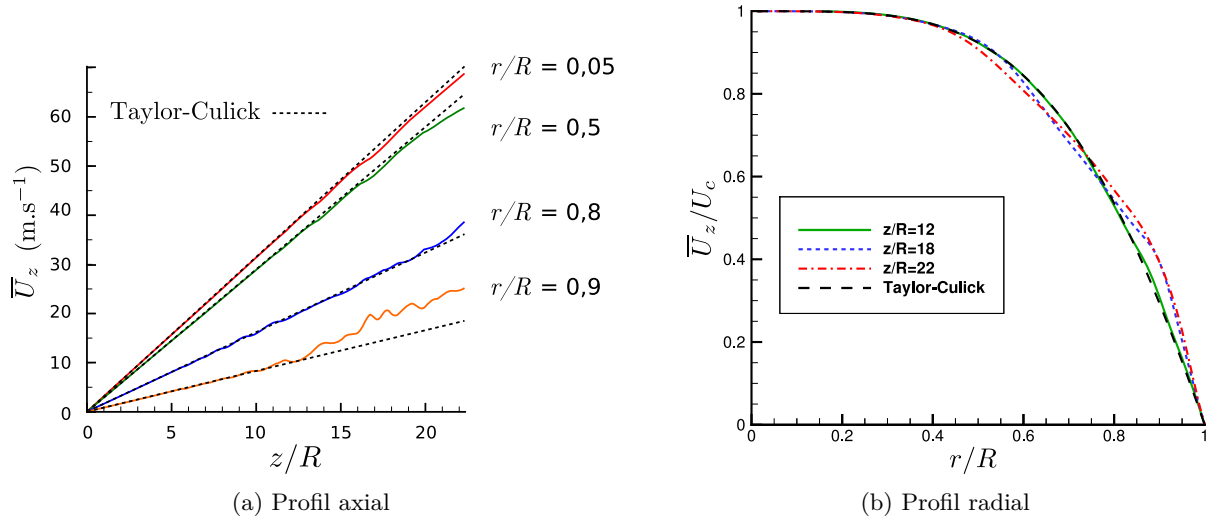 r/R = 0,05
Taylor-Culick
r/R = 0,5
r/R = 0,8
r/R = 0,9
U̅_z (m.s⁻¹)
60
50
40
30
20
10
0
0 5 10 15 20
z/R
(a) Profil axial
U̅_z/U_c
1
0.8
0.6
0.4
0.2
0
z/R=12
z/R=18
z/R=22
Taylor-Culick
0 0.2 0.4 0.6 0.8 1
r/R
(b) Profil radial